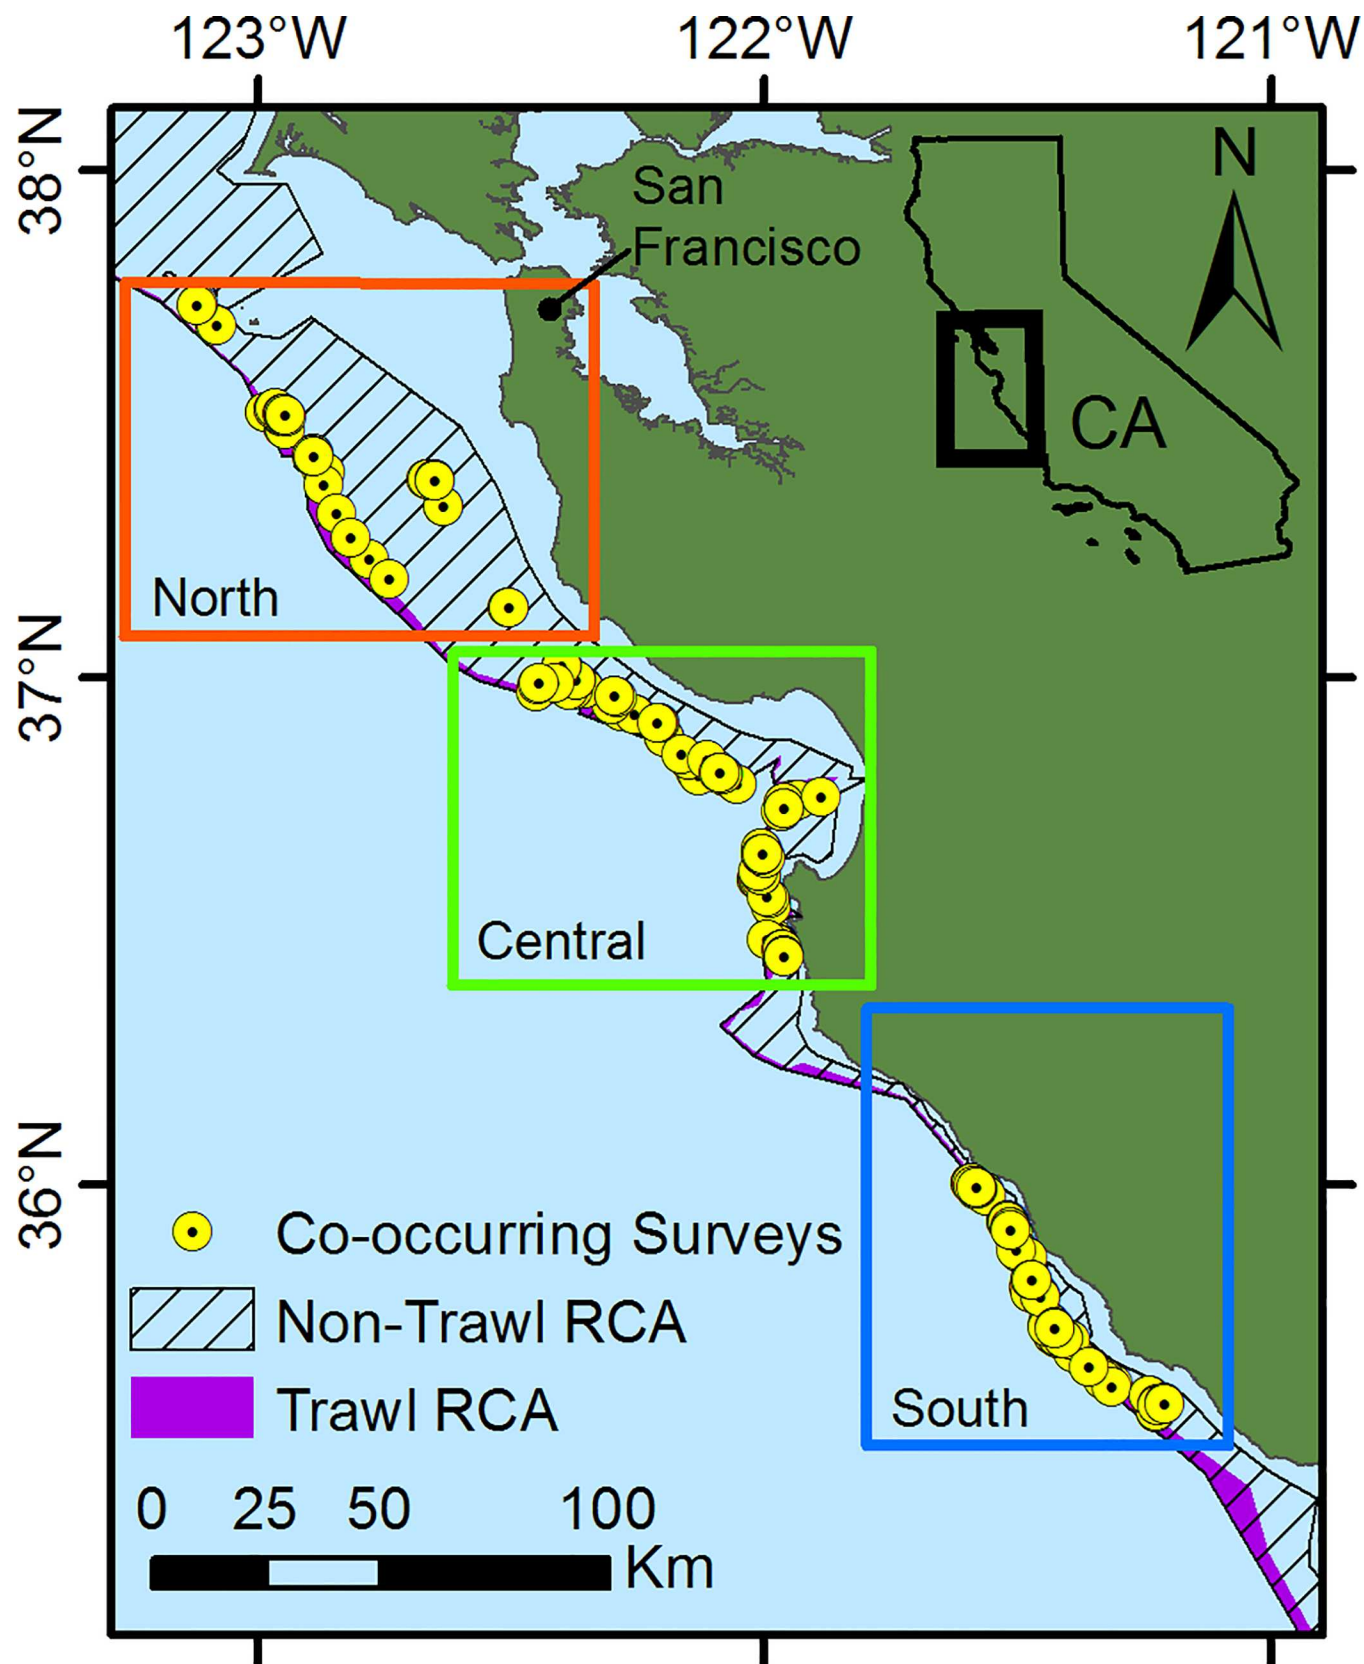 123°W
122°W
121°W
38°N
37°N
36°N
San
Francisco
N
CA
North
Central
South
Co-occurring Surveys
Non-Trawl RCA
Trawl RCA
0 25 50 100
Km